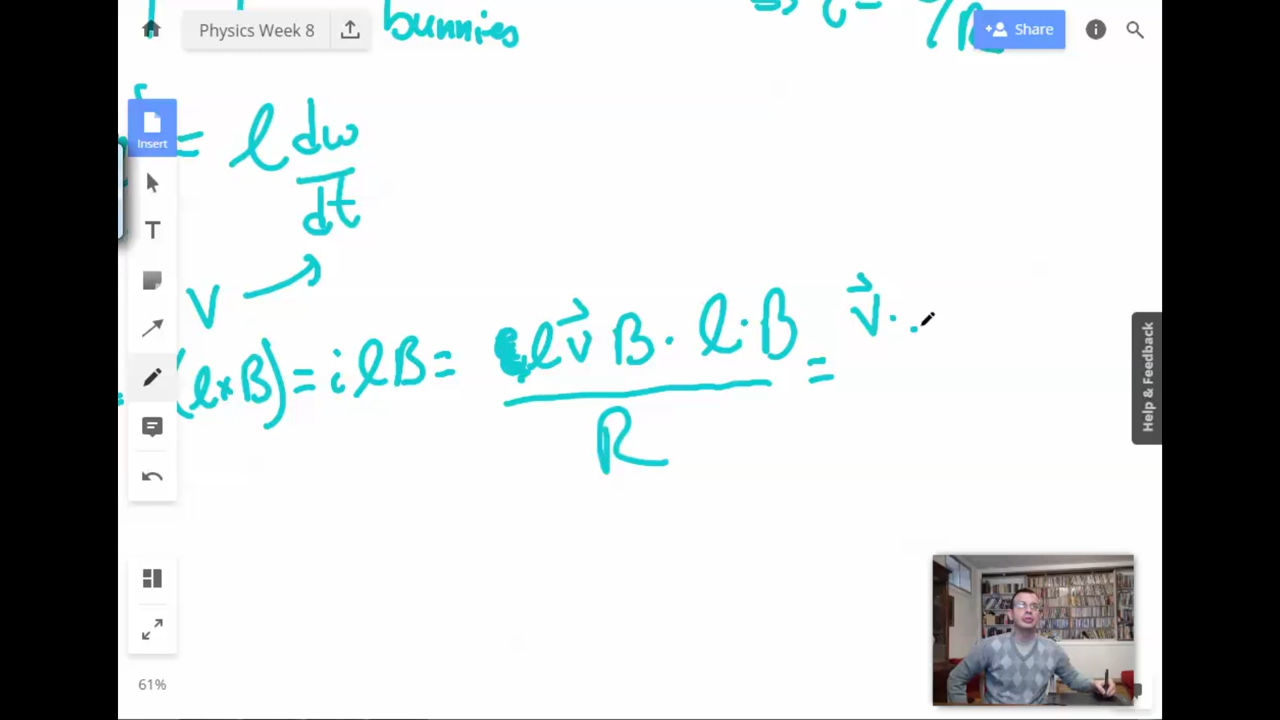 bunnies
Physics Week 8
Share
Insert
= l dw
dt
v →
(l×B) = i l B = l v⃗ B · l · B = v⃗ ·
R
T
Help & Feedback
61%